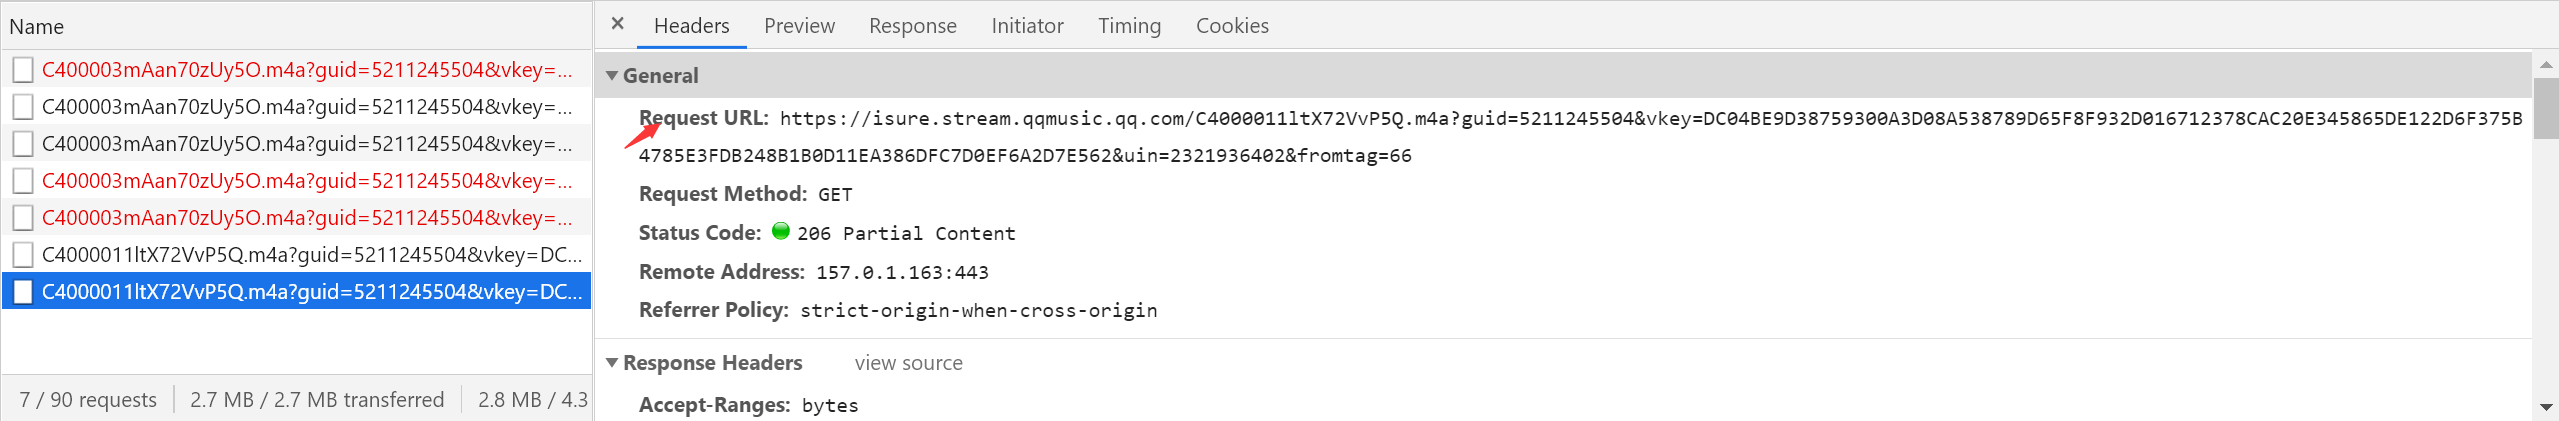 Name
C400003mAan70zUy5O.m4a?guid=5211245504&vkey=...
C400003mAan70zUy5O.m4a?guid=5211245504&vkey=...
C400003mAan70zUy5O.m4a?guid=5211245504&vkey=...
C400003mAan70zUy5O.m4a?guid=5211245504&vkey=...
C400003mAan70zUy5O.m4a?guid=5211245504&vkey=...
C4000011ltX72VvP5Q.m4a?guid=5211245504&vkey=DC...
C4000011ltX72VvP5Q.m4a?guid=5211245504&vkey=DC...
7 / 90 requests
2.7 MB / 2.7 MB transferred
2.8 MB / 4.3
× Headers Preview Response Initiator Timing Cookies
General
Request URL: https://isure.stream.qqmusic.qq.com/C4000011ltX72VvP5Q.m4a?guid=5211245504&vkey=DC04BE9D38759300A3D08A538789D65F8F932D016712378CAC20E345865DE122D6F375B
4785E3FDB248B1B0D11EA386DFC7D0EF6A2D7E562&uin=2321936402&fromtag=66
Request Method: GET
Status Code: 206 Partial Content
Remote Address: 157.0.1.163:443
Referrer Policy: strict-origin-when-cross-origin
Response Headers view source
Accept-Ranges: bytes